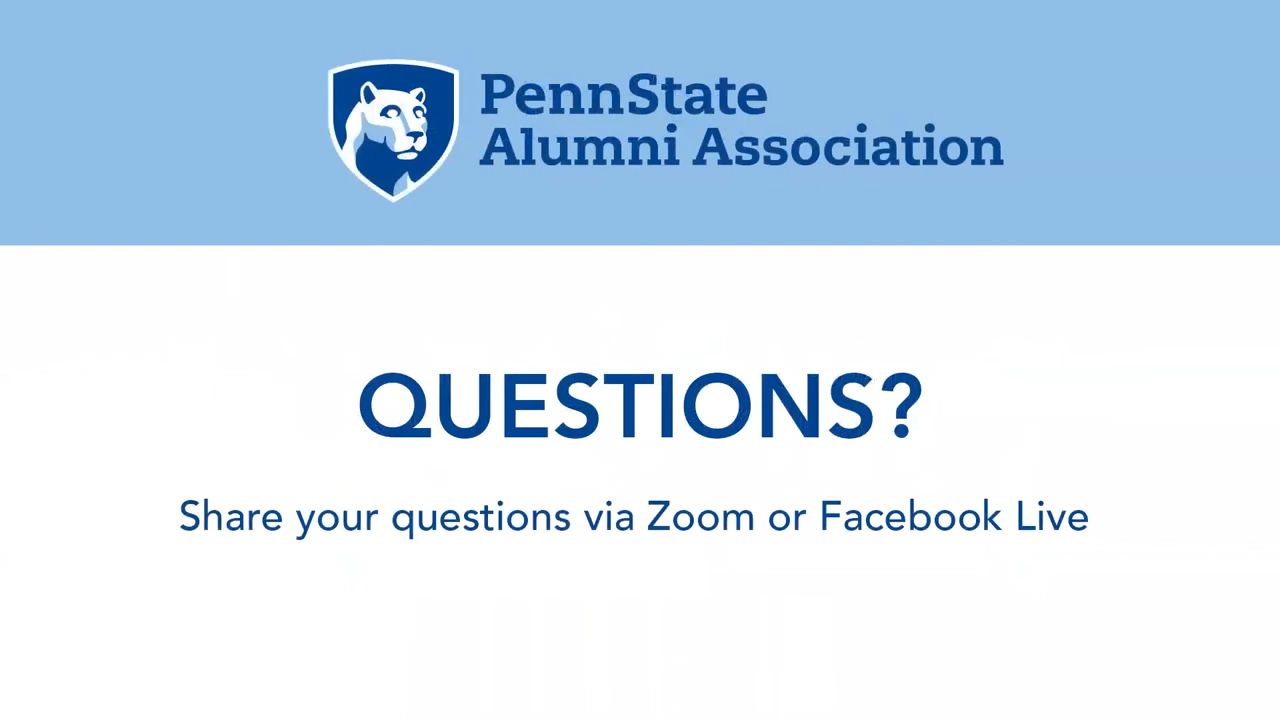 PennState
Alumni Association
QUESTIONS?
Share your questions via Zoom or Facebook Live